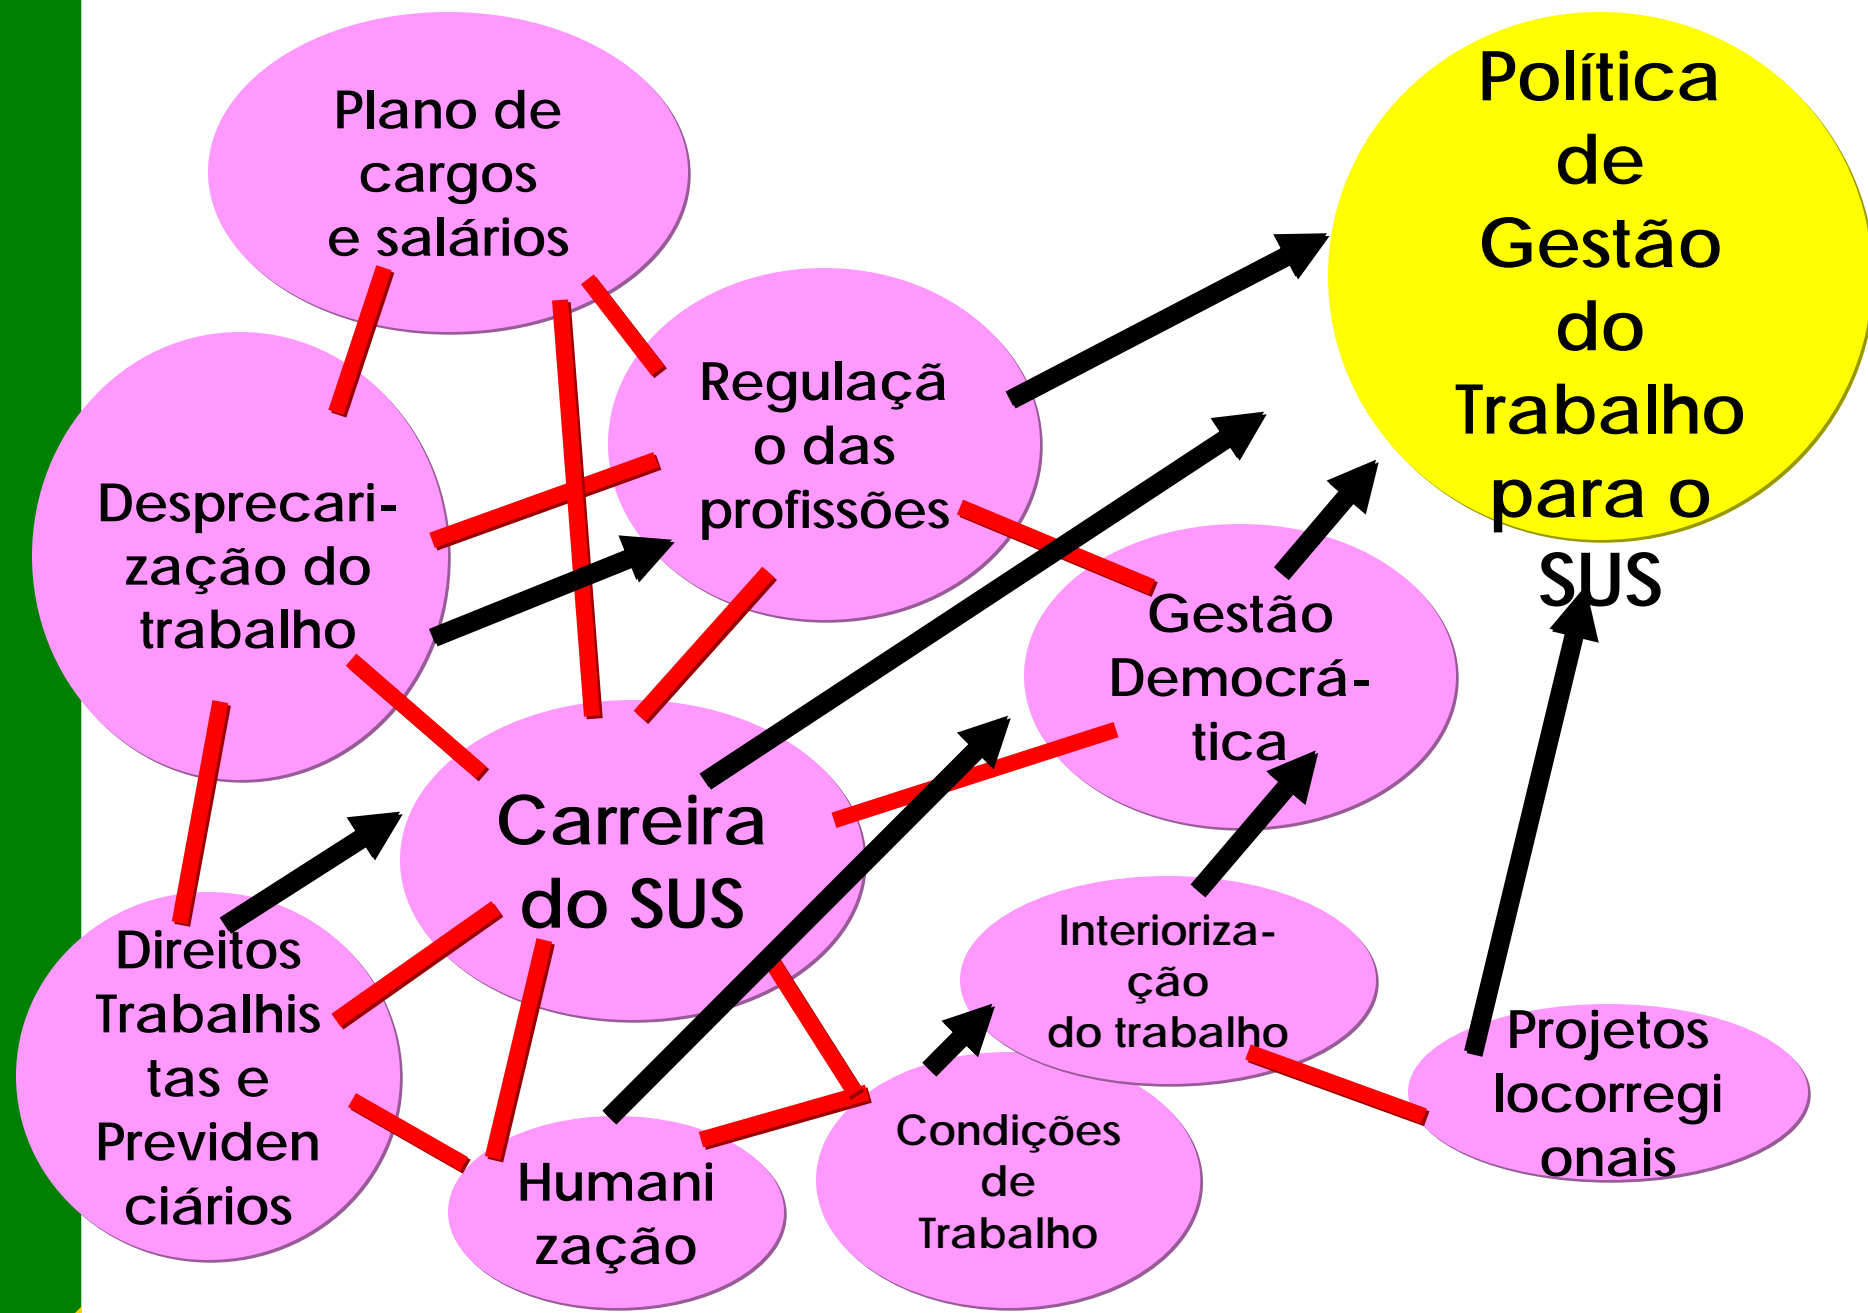 Plano de
cargos
e salários
Política
de
Gestão
do
Trabalho
para o
SUS
Regulaçã
o das
profissões
Desprecari-
zação do
trabalho
Gestão
Democrá-
tica
Carreira
do SUS
Direitos
Trabalhis
tas e
Previden
ciários
Humani
zação
Condições
de
Trabalho
Interioriza-
ção
do trabalho
Projetos
locorregi
onais